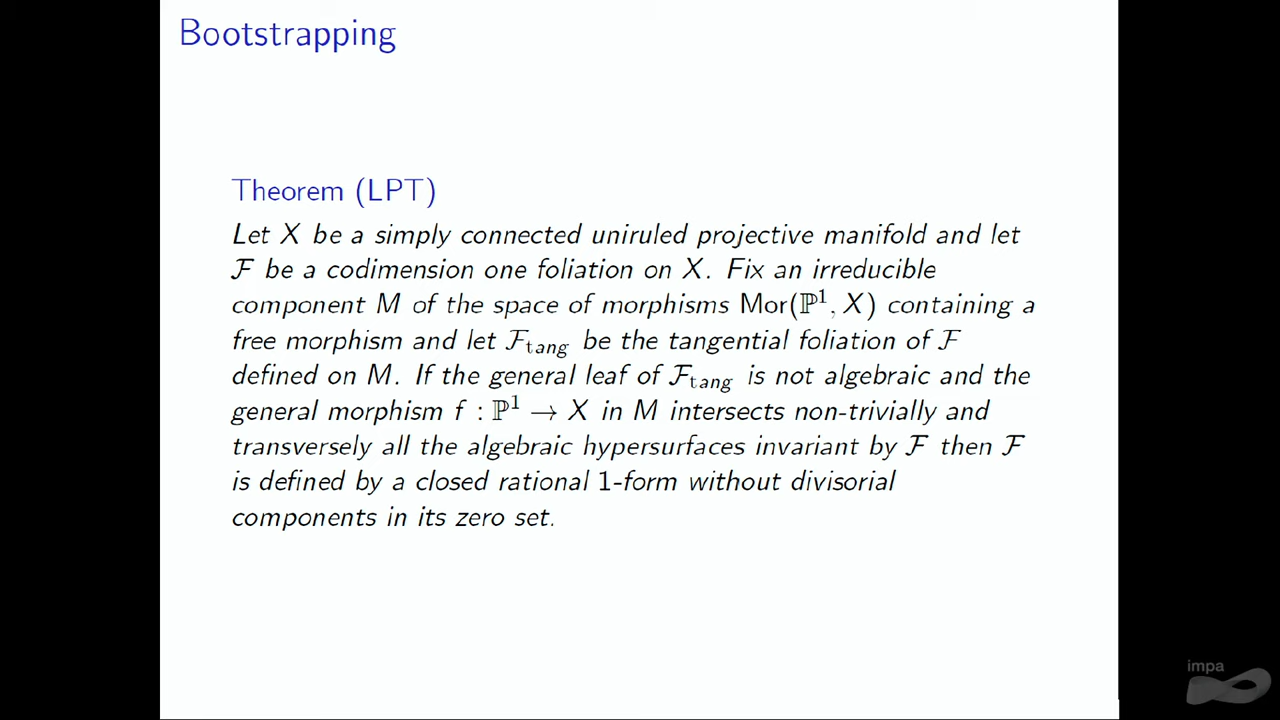 Bootstrapping
Theorem (LPT)
Let X be a simply connected uniruled projective manifold and let
ℱ be a codimension one foliation on X. Fix an irreducible
component M of the space of morphisms Mor(ℙ¹, X) containing a
free morphism and let ℱtang be the tangential foliation of ℱ
defined on M. If the general leaf of ℱtang is not algebraic and the
general morphism f : ℙ¹ → X in M intersects non-trivially and
transversely all the algebraic hypersurfaces invariant by ℱ then ℱ
is defined by a closed rational 1-form without divisorial
components in its zero set.
impa